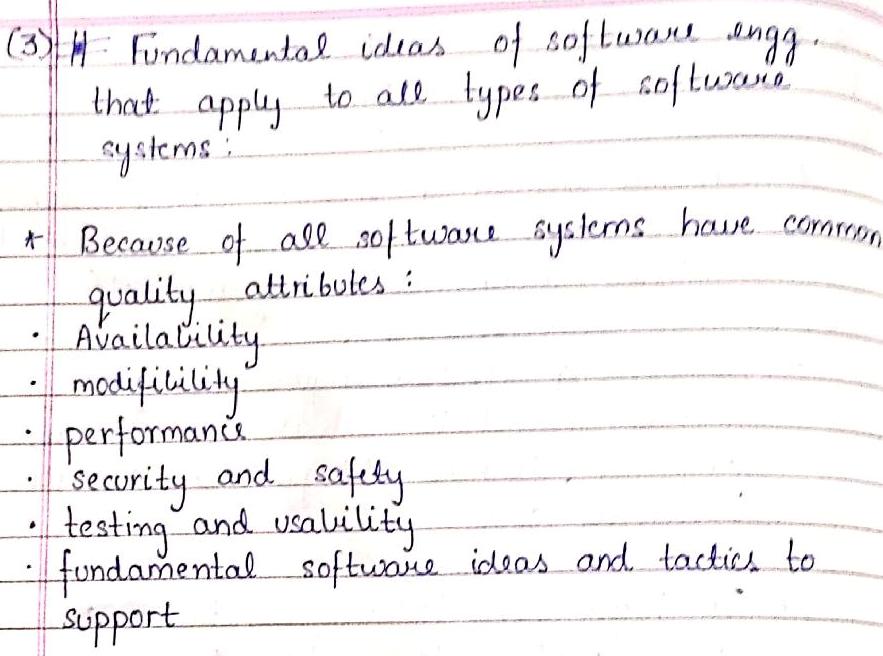 (3) Fundamental ideas of software engg.
that apply to all types of software
systems :
* Because of all software systems have common
quality attributes :
• Availability
• modifibility
• performance
• security and safety
• testing and usability
• fundamental software ideas and tactics to
support